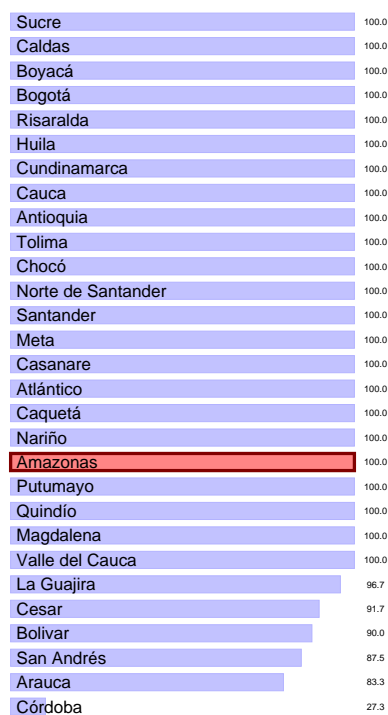 Sucre 100.0
Caldas 100.0
Boyacá 100.0
Bogotá 100.0
Risaralda 100.0
Huila 100.0
Cundinamarca 100.0
Cauca 100.0
Antioquia 100.0
Tolima 100.0
Chocó 100.0
Norte de Santander 100.0
Santander 100.0
Meta 100.0
Casanare 100.0
Atlántico 100.0
Caquetá 100.0
Nariño 100.0
Amazonas 100.0
Putumayo 100.0
Quindío 100.0
Magdalena 100.0
Valle del Cauca 100.0
La Guajira 96.7
Cesar 91.7
Bolivar 90.0
San Andrés 87.5
Arauca 83.3
Córdoba 27.3